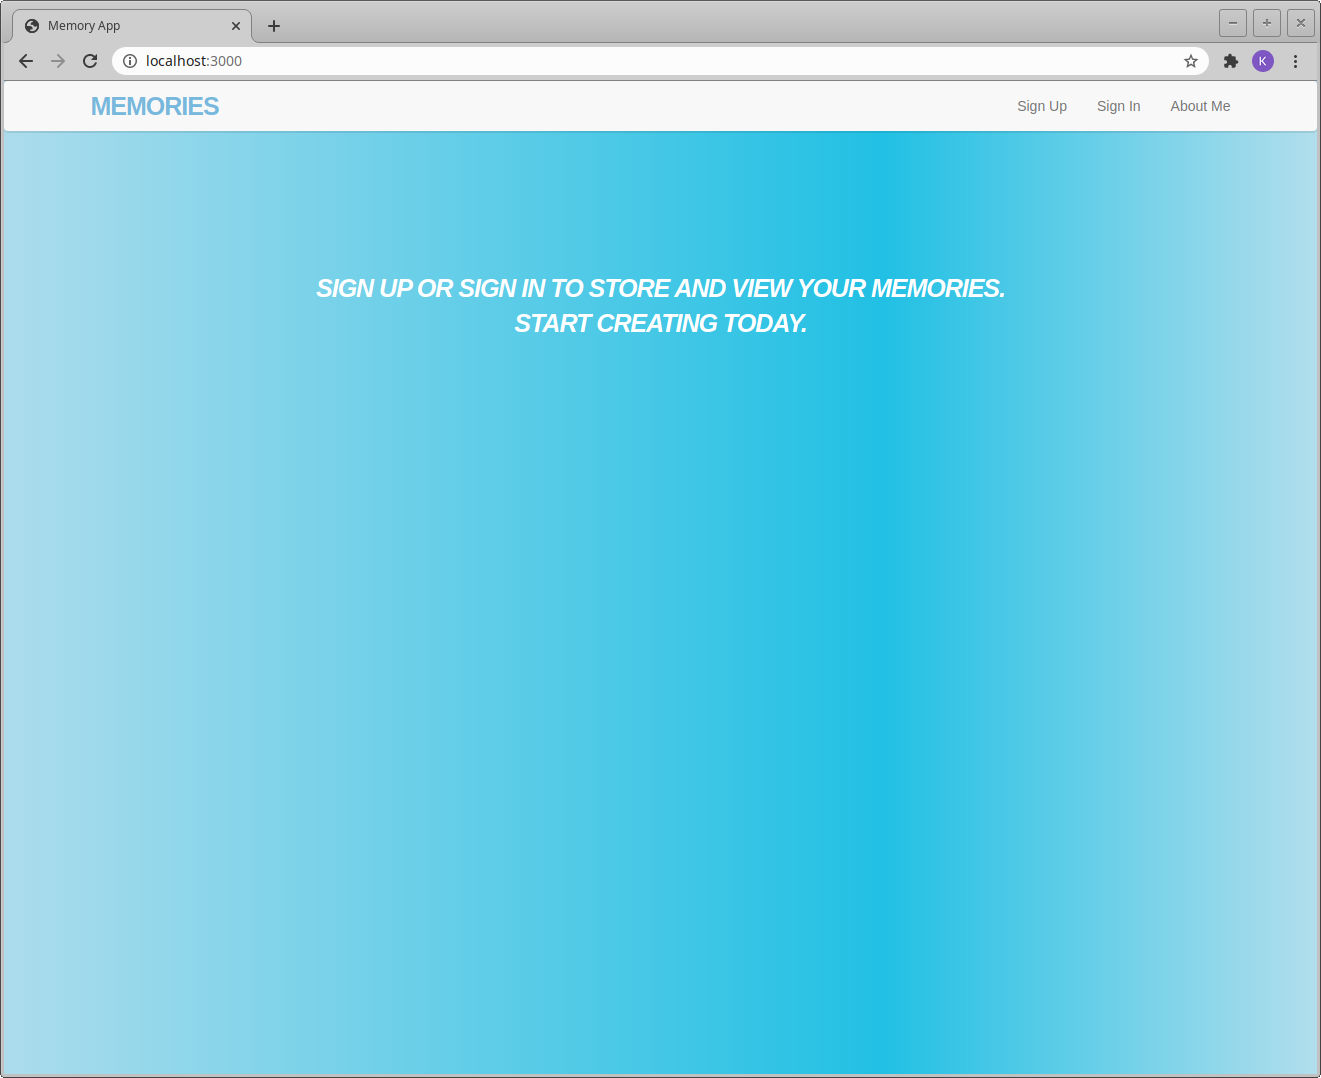 Memory App
localhost:3000
K
MEMORIES
Sign Up Sign In About Me
SIGN UP OR SIGN IN TO STORE AND VIEW YOUR MEMORIES.
START CREATING TODAY.